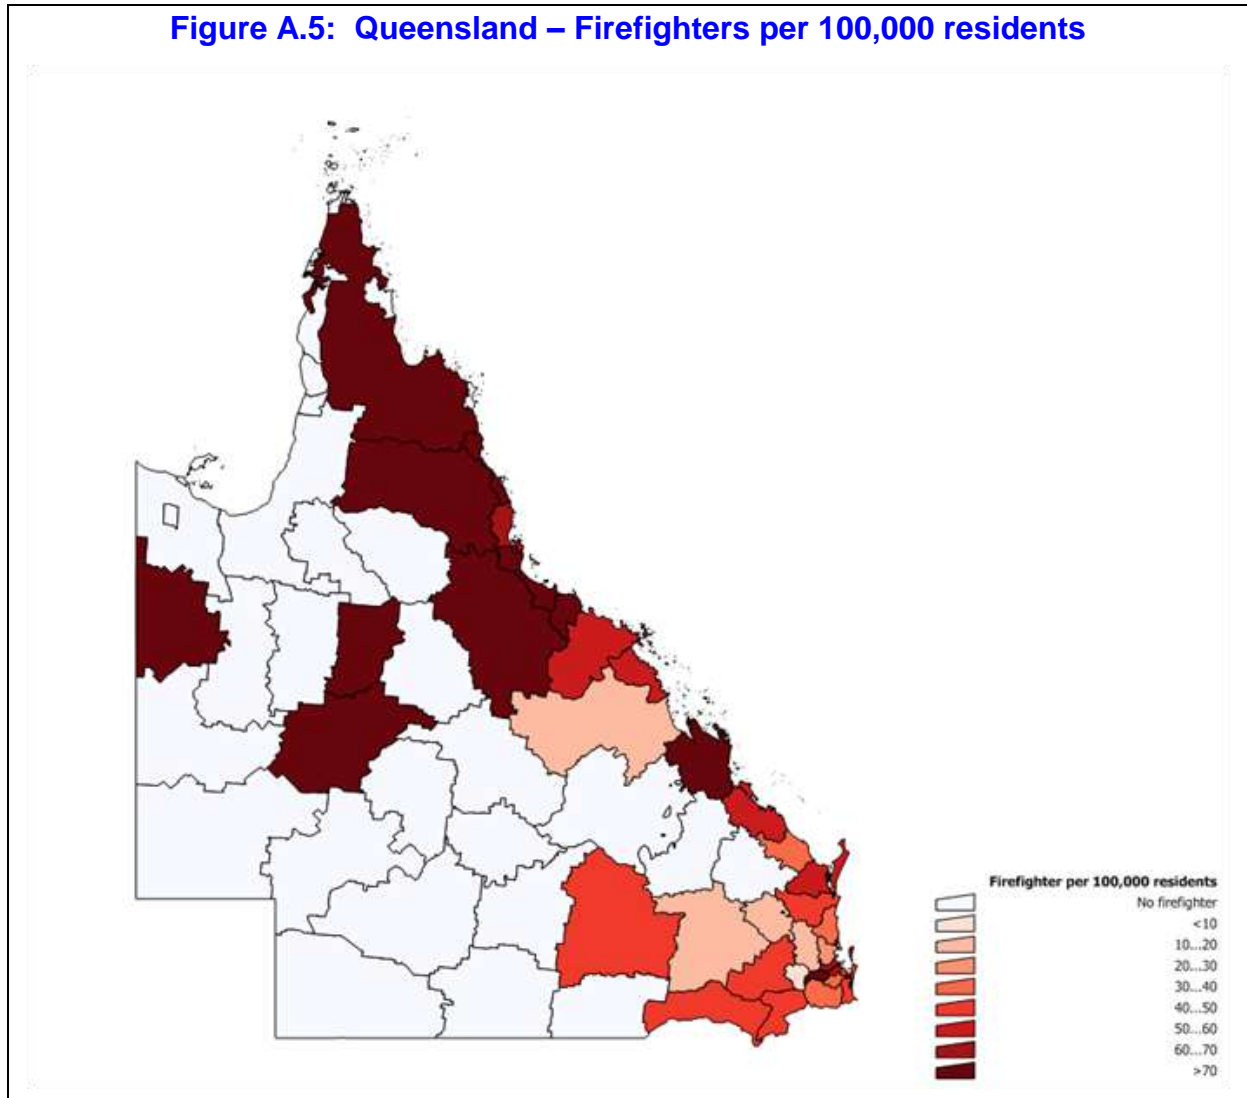 Figure A.5: Queensland – Firefighters per 100,000 residents
Firefighter per 100,000 residents
No firefighter
<10
10...20
20...30
30...40
40...50
50...60
60...70
>70